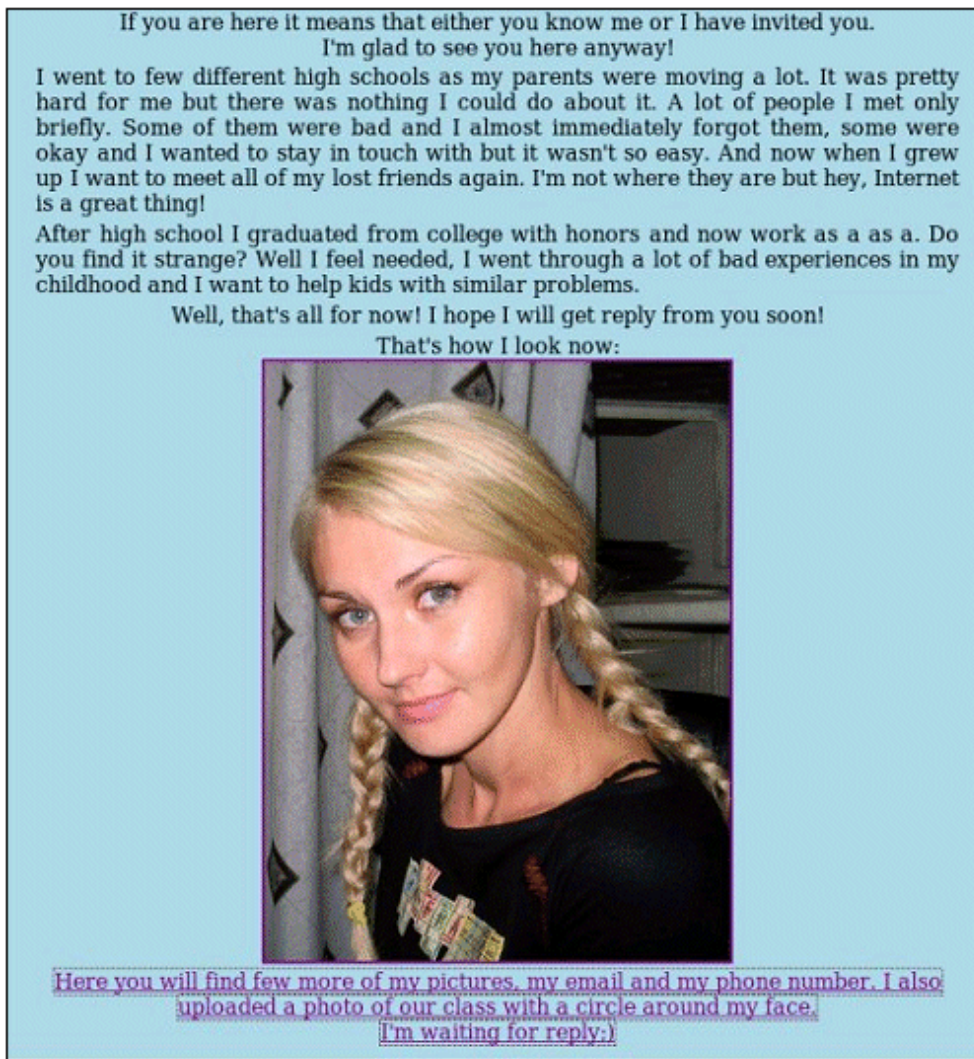 If you are here it means that either you know me or I have invited you.
I'm glad to see you here anyway!
I went to few different high schools as my parents were moving a lot. It was pretty
hard for me but there was nothing I could do about it. A lot of people I met only
briefly. Some of them were bad and I almost immediately forgot them, some were
okay and I wanted to stay in touch with but it wasn't so easy. And now when I grew
up I want to meet all of my lost friends again. I'm not where they are but hey, Internet
is a great thing!
After high school I graduated from college with honors and now work as a as a. Do
you find it strange? Well I feel needed, I went through a lot of bad experiences in my
childhood and I want to help kids with similar problems.
Well, that's all for now! I hope I will get reply from you soon!
That's how I look now:
Here you will find few more of my pictures, my email and my phone number. I also
uploaded a photo of our class with a circle around my face.
I'm waiting for reply:)